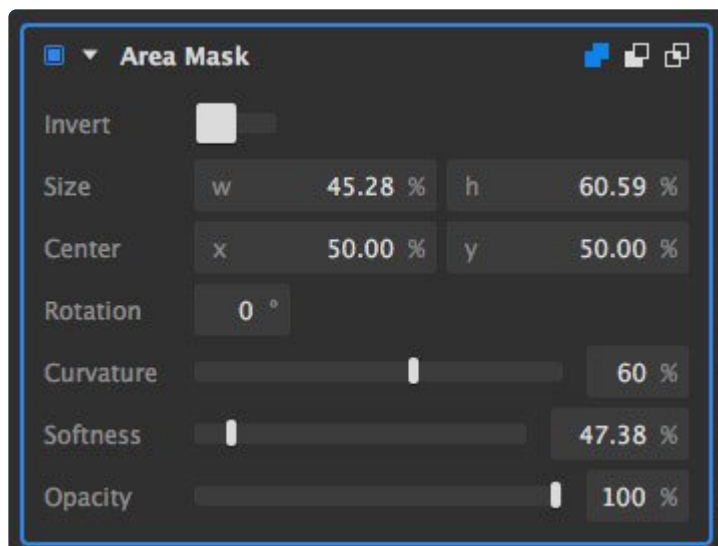 Area Mask
Invert
Size w 45.28 % h 60.59 %
Center x 50.00 % y 50.00 %
Rotation 0 °
Curvature 60 %
Softness 47.38 %
Opacity 100 %